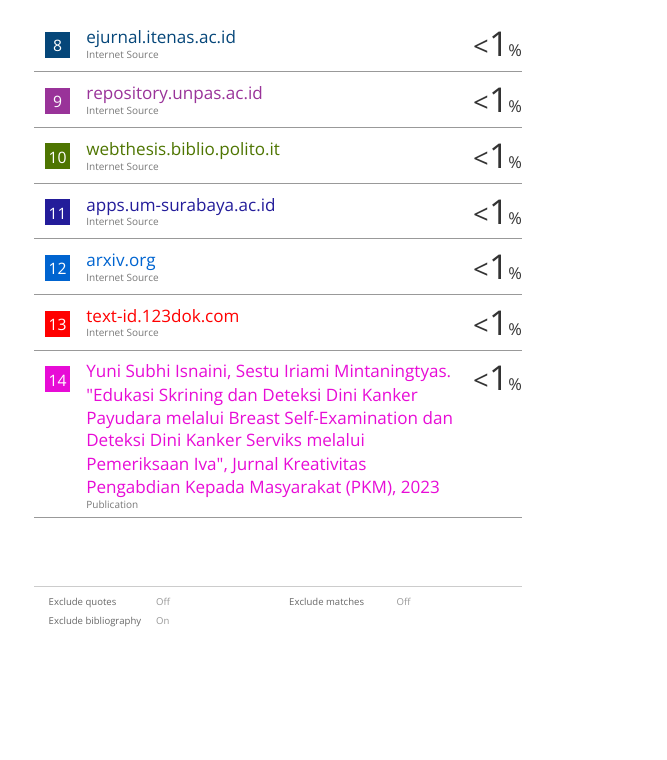 8 ejurnal.itenas.ac.id <1%
Internet Source
9 repository.unpas.ac.id <1%
Internet Source
10 webthesis.biblio.polito.it <1%
Internet Source
11 apps.um-surabaya.ac.id <1%
Internet Source
12 arxiv.org <1%
Internet Source
13 text-id.123dok.com <1%
Internet Source
14 Yuni Subhi Isnaini, Sestu Iriami Mintaningtyas. <1%
"Edukasi Skrining dan Deteksi Dini Kanker
Payudara melalui Breast Self-Examination dan
Deteksi Dini Kanker Serviks melalui
Pemeriksaan Iva", Jurnal Kreativitas
Pengabdian Kepada Masyarakat (PKM), 2023
Publication
Exclude quotes Off Exclude matches Off
Exclude bibliography On